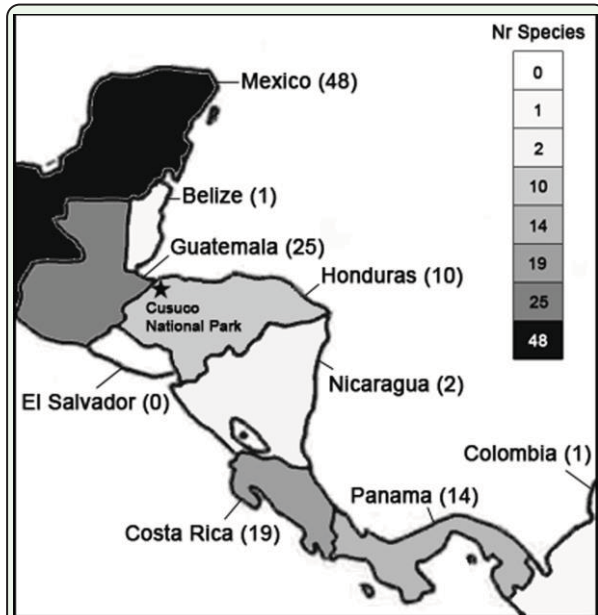 Nr Species
0
1
2
10
14
19
25
48
Mexico (48)
Belize (1)
Guatemala (25)
Honduras (10)
Cusuco
National Park
El Salvador (0)
Nicaragua (2)
Colombia (1)
Panama (14)
Costa Rica (19)